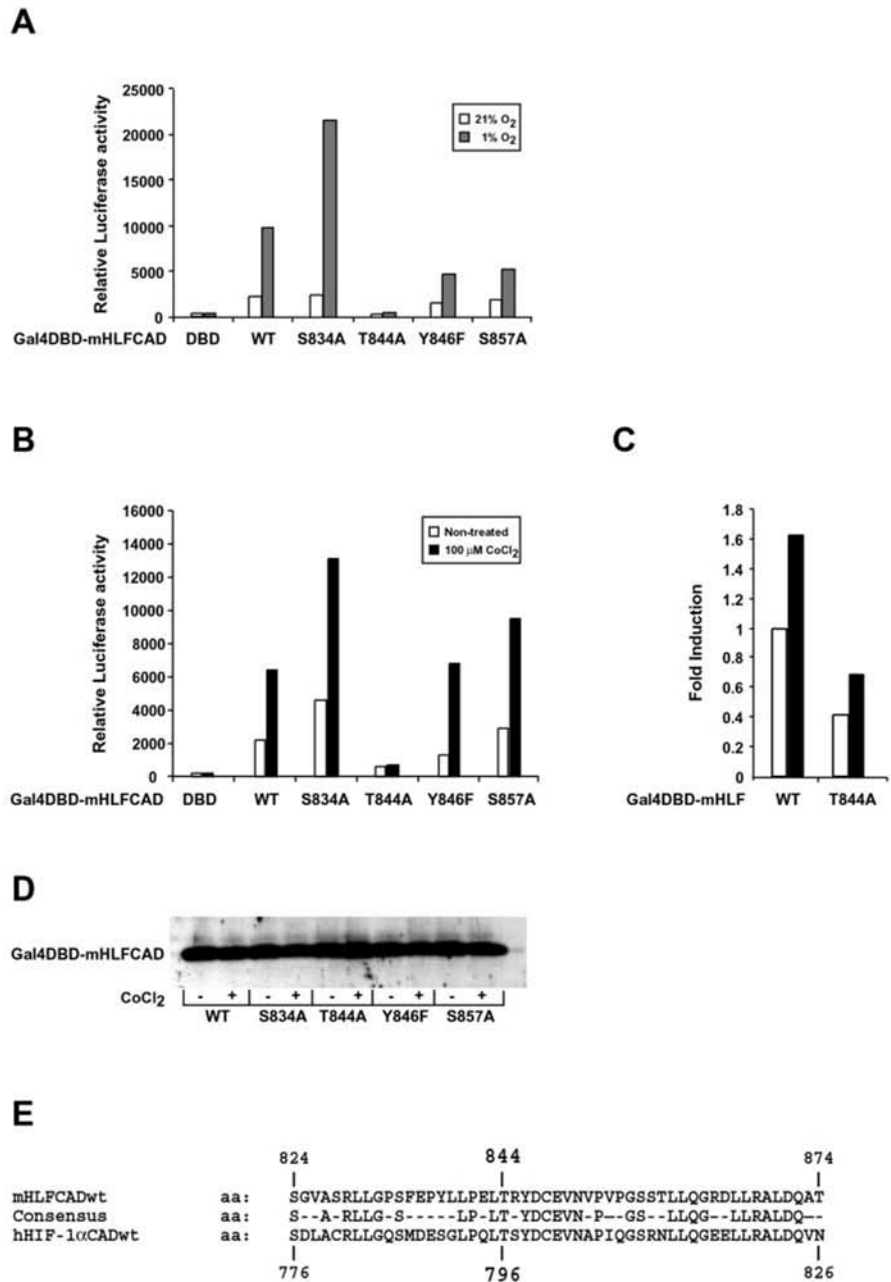 A
Relative Luciferase activity
25000
20000
15000
10000
5000
0
21% O2
1% O2
Gal4DBD-mHLFCAD DBD WT S834A T844A Y846F S857A
B
Relative Luciferase activity
16000
14000
12000
10000
8000
6000
4000
2000
0
Non-treated
100 µM CoCl2
Gal4DBD-mHLFCAD DBD WT S834A T844A Y846F S857A
C
Fold Induction
1.8
1.6
1.4
1.2
1
0.8
0.6
0.4
0.2
0
Gal4DBD-mHLF WT T844A
D
Gal4DBD-mHLFCAD
CoCl2 - + - + - + - + - +
WT S834A T844A Y846F S857A
E
824 844 874
mHLFCADwt aa: SGVASRLLGPSFEPYLLPELTRYDCEVNVPVPGSSTLLQGRDLLRALDQAT
Consensus aa: S--A-RLLG-S-----LP-LT-YDCEVN-P—-GS--LLQG--LLRALDQ--
hHIF-1αCADwt aa: SDLACRLLGQSMDESGLPQLTSYDCEVNAPIQGSRNLLQGEELLRALDQVN
776 796 826